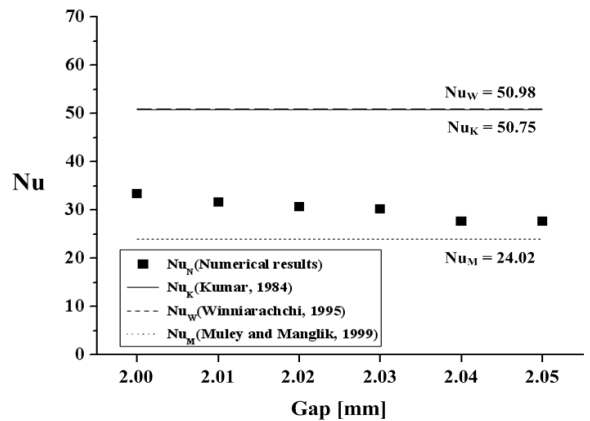 70
60
50
40
30
20
10
0
Nu
Nu_W = 50.98
Nu_K = 50.75
Nu_M = 24.02
Nu_N(Numerical results)
Nu_K(Kumar, 1984)
Nu_W(Winniarachchi, 1995)
Nu_M(Muley and Manglik, 1999)
2.00 2.01 2.02 2.03 2.04 2.05
Gap [mm]